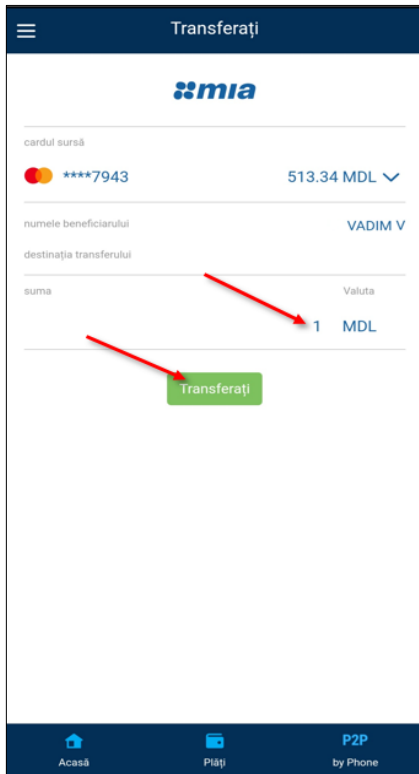 Transferați
mia
cardul sursă
****7943 513.34 MDL
numele beneficiarului VADIM V
destinația transferului
suma Valuta
1 MDL
Transferați
P2P
Acasă Plăți by Phone